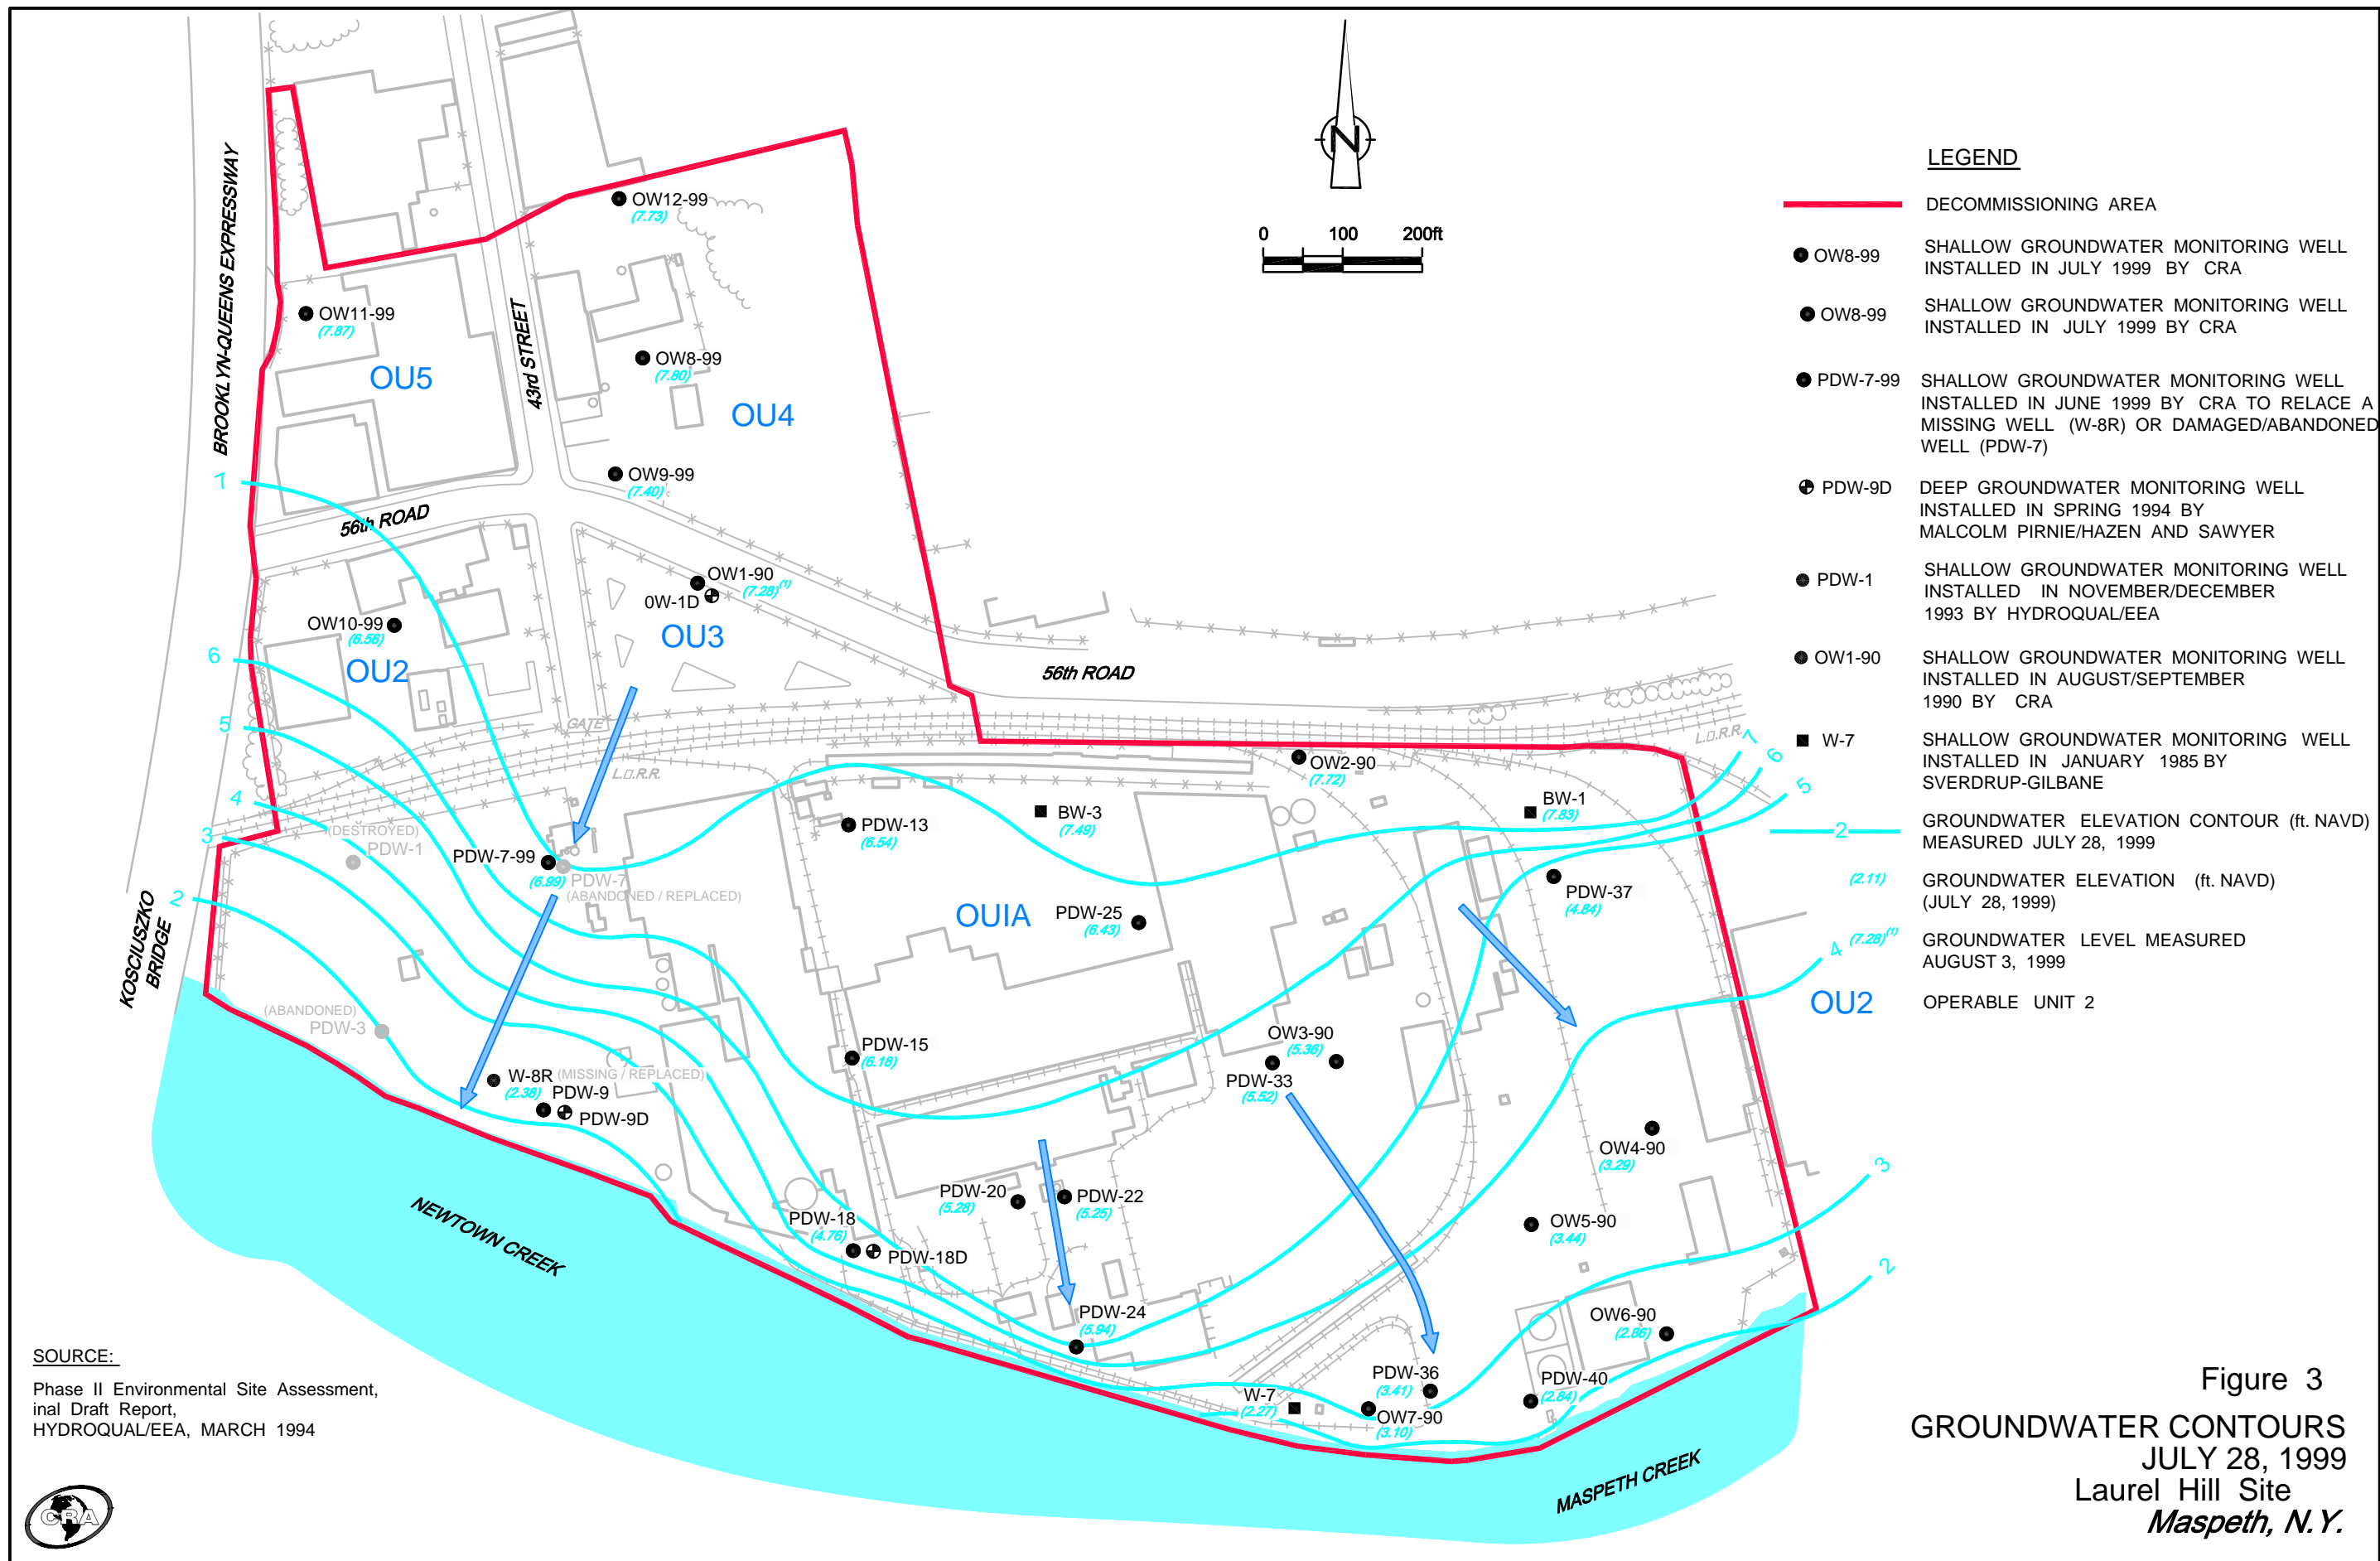 BROOKLYN-QUEENS EXPRESSWAY
43rd STREET
OW12-99
(7.73)
OW11-99
(7.87)
OU5
OW8-99
(7.80)
OU4
OW9-99
(7.40)
7
56th ROAD
OW1-90
(7.28)(1)
0W-1D
OU3
OW10-99
(6.56)
OU2
6
5
4
3
2
GATE
L.I.R.R.
56th ROAD
L.I.R.R.
7
6
5
4
3
2
OW2-90
(7.72)
BW-1
(7.83)
BW-3
(7.49)
PDW-13
(6.54)
(DESTROYED)
PDW-1
PDW-7-99
(6.99)
PDW-7
(ABANDONED / REPLACED)
PDW-37
(4.84)
OUIA
PDW-25
(6.43)
KOSCIUSZKO
BRIDGE
(ABANDONED)
PDW-3
PDW-15
(6.18)
OW3-90
(5.36)
PDW-33
(5.52)
W-8R
(MISSING / REPLACED)
(2.38)
PDW-9
PDW-9D
OW4-90
(3.29)
PDW-20
(5.28)
PDW-22
(5.25)
PDW-18
(4.76)
PDW-18D
OW5-90
(3.44)
PDW-24
(5.94)
OW6-90
(2.86)
PDW-36
(3.41)
PDW-40
(2.84)
W-7
(2.27)
OW7-90
(3.10)
NEWTOWN CREEK
MASPETH CREEK
N
0 100 200ft
LEGEND
DECOMMISSIONING AREA
OW8-99 SHALLOW GROUNDWATER MONITORING WELL
INSTALLED IN JULY 1999 BY CRA
OW8-99 SHALLOW GROUNDWATER MONITORING WELL
INSTALLED IN JULY 1999 BY CRA
PDW-7-99 SHALLOW GROUNDWATER MONITORING WELL
INSTALLED IN JUNE 1999 BY CRA TO RELACE A
MISSING WELL (W-8R) OR DAMAGED/ABANDONED
WELL (PDW-7)
PDW-9D DEEP GROUNDWATER MONITORING WELL
INSTALLED IN SPRING 1994 BY
MALCOLM PIRNIE/HAZEN AND SAWYER
PDW-1 SHALLOW GROUNDWATER MONITORING WELL
INSTALLED IN NOVEMBER/DECEMBER
1993 BY HYDROQUAL/EEA
OW1-90 SHALLOW GROUNDWATER MONITORING WELL
INSTALLED IN AUGUST/SEPTEMBER
1990 BY CRA
W-7 SHALLOW GROUNDWATER MONITORING WELL
INSTALLED IN JANUARY 1985 BY
SVERDRUP-GILBANE
2 GROUNDWATER ELEVATION CONTOUR (ft. NAVD)
MEASURED JULY 28, 1999
(2.11) GROUNDWATER ELEVATION (ft. NAVD)
(JULY 28, 1999)
(7.28)(1) GROUNDWATER LEVEL MEASURED
AUGUST 3, 1999
OU2 OPERABLE UNIT 2
SOURCE:
Phase II Environmental Site Assessment,
inal Draft Report,
HYDROQUAL/EEA, MARCH 1994
CRA
Figure 3
GROUNDWATER CONTOURS
JULY 28, 1999
Laurel Hill Site
Maspeth, N.Y.